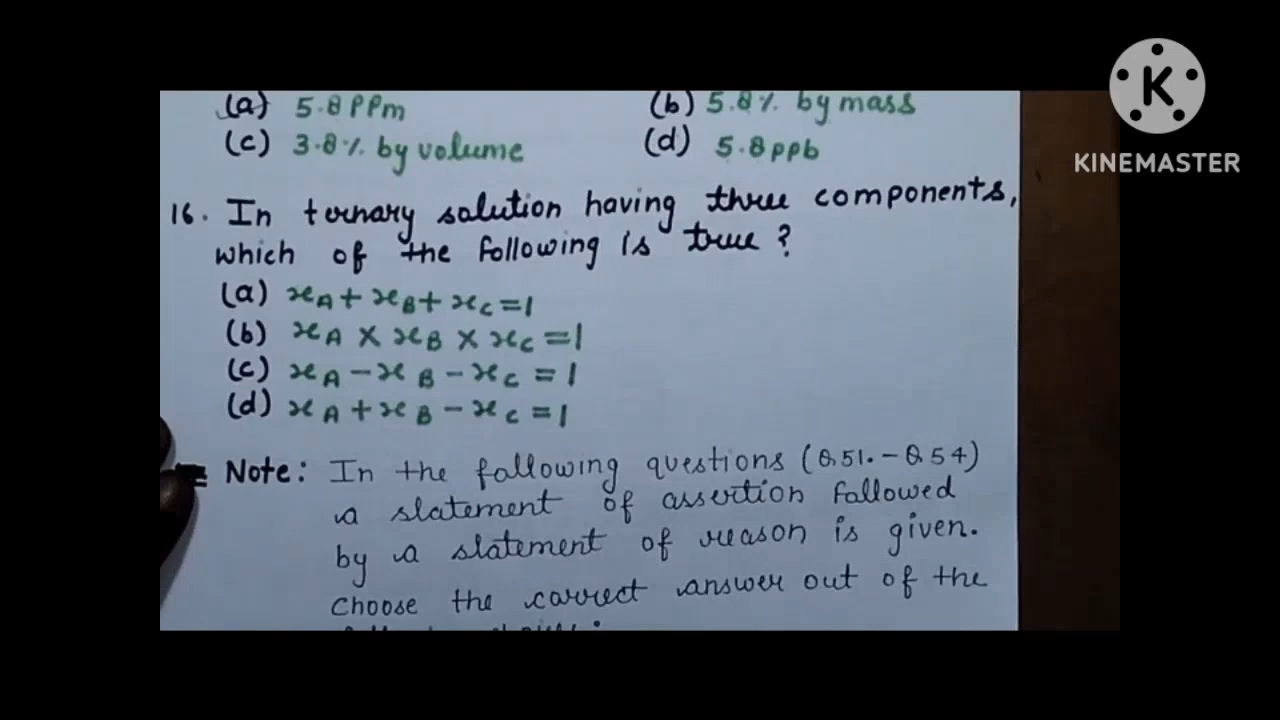 (a) 5.8 PPm (b) 5.8% by mass
(c) 3.8% by volume (d) 5.8ppb
KINEMASTER
16. In ternary solution having three components,
which of the following is true?
(a) xA + xB + xC = 1
(b) xA × xB × xC = 1
(c) xA - xB - xC = 1
(d) xA + xB - xC = 1
Note: In the following questions (Q.51.-Q.54)
a statement of assertion followed
by a statement of reason is given.
Choose the correct answer out of the